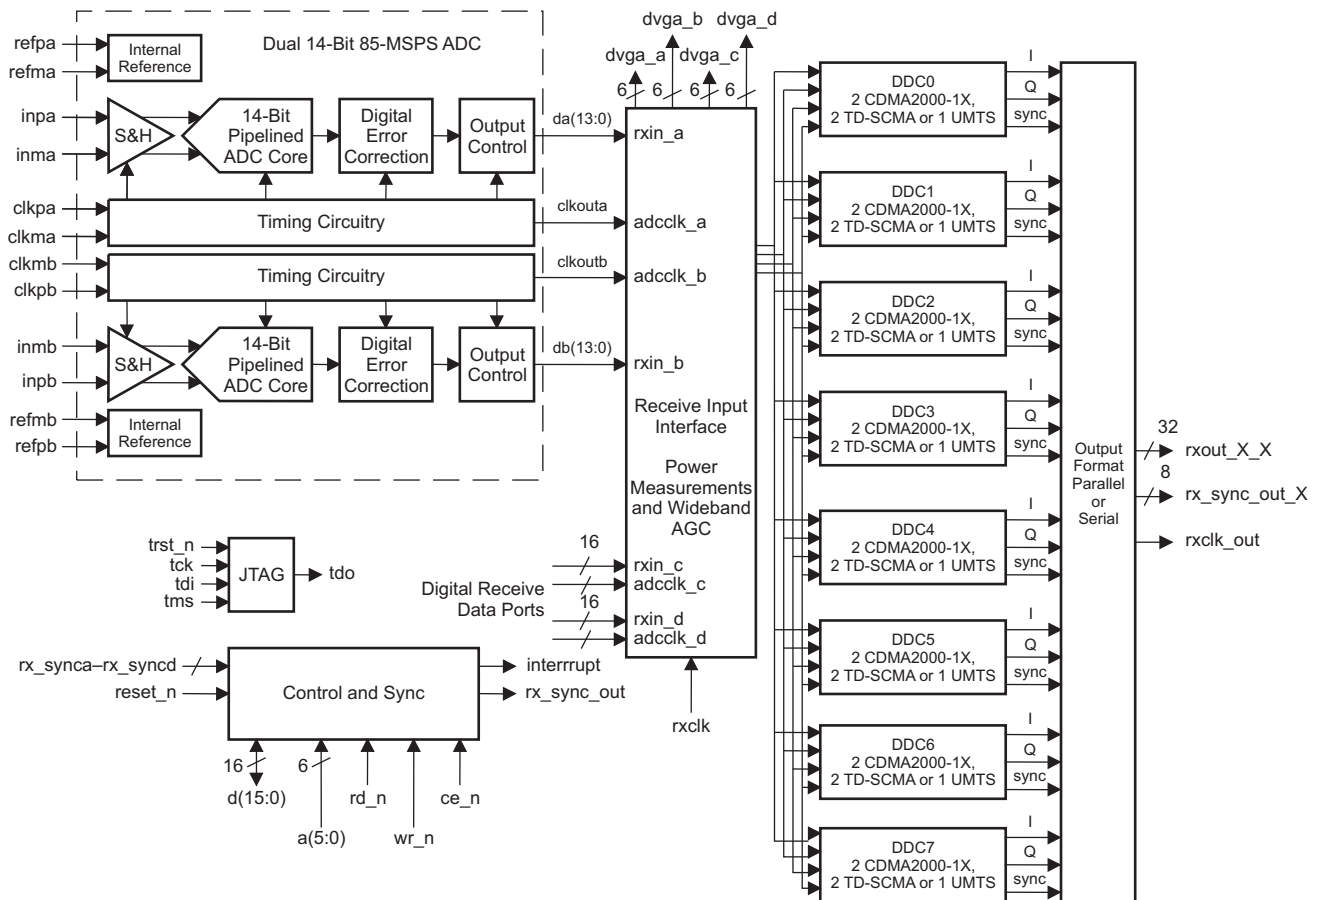 dvga_b
dvga_d
dvga_a
dvga_c
6
6
6
6
refpa
refma
Internal
Reference
Dual 14-Bit 85-MSPS ADC
inpa
inma
S&H
14-Bit
Pipelined
ADC Core
Digital
Error
Correction
Output
Control
da(13:0)
rxin_a
clkpa
clkma
Timing Circuitry
clkouta
adcclk_a
clkmb
clkpb
Timing Circuitry
clkoutb
adcclk_b
inmb
inpb
S&H
14-Bit
Pipelined
ADC Core
Digital
Error
Correction
Output
Control
db(13:0)
rxin_b
refmb
refpb
Internal
Reference
Receive Input
Interface
Power
Measurements
and Wideband
AGC
trst_n
tck
tdi
tms
JTAG
tdo
Digital Receive
Data Ports
16
rxin_c
adcclk_c
16
rxin_d
adcclk_d
rxclk
rx_synca–rx_syncd
reset_n
Control and Sync
interrrupt
rx_sync_out
16
6
d(15:0)
a(5:0)
rd_n
wr_n
ce_n
DDC0
2 CDMA2000-1X,
2 TD-SCMA or 1 UMTS
I
Q
sync
DDC1
2 CDMA2000-1X,
2 TD-SCMA or 1 UMTS
I
Q
sync
DDC2
2 CDMA2000-1X,
2 TD-SCMA or 1 UMTS
I
Q
sync
DDC3
2 CDMA2000-1X,
2 TD-SCMA or 1 UMTS
I
Q
sync
DDC4
2 CDMA2000-1X,
2 TD-SCMA or 1 UMTS
I
Q
sync
DDC5
2 CDMA2000-1X,
2 TD-SCMA or 1 UMTS
I
Q
sync
DDC6
2 CDMA2000-1X,
2 TD-SCMA or 1 UMTS
I
Q
sync
DDC7
2 CDMA2000-1X,
2 TD-SCMA or 1 UMTS
I
Q
sync
Output
Format
Parallel
or
Serial
32
rxout_X_X
8
rx_sync_out_X
rxclk_out